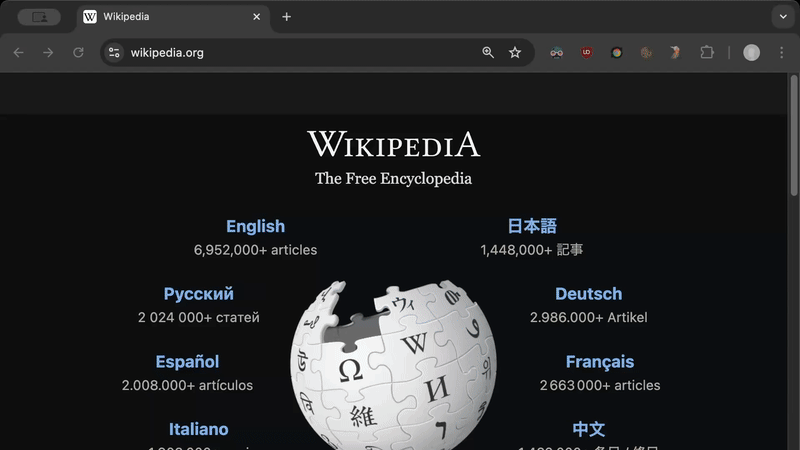 Wikipedia
wikipedia.org
WIKIPEDIA
The Free Encyclopedia
English
6,952,000+ articles
日本語
1,448,000+ 記事
Русский
2 024 000+ статей
Deutsch
2.986.000+ Artikel
Español
2.008.000+ artículos
Français
2 663 000+ articles
Ω
W
И
維
ウィ
Italiano
中文